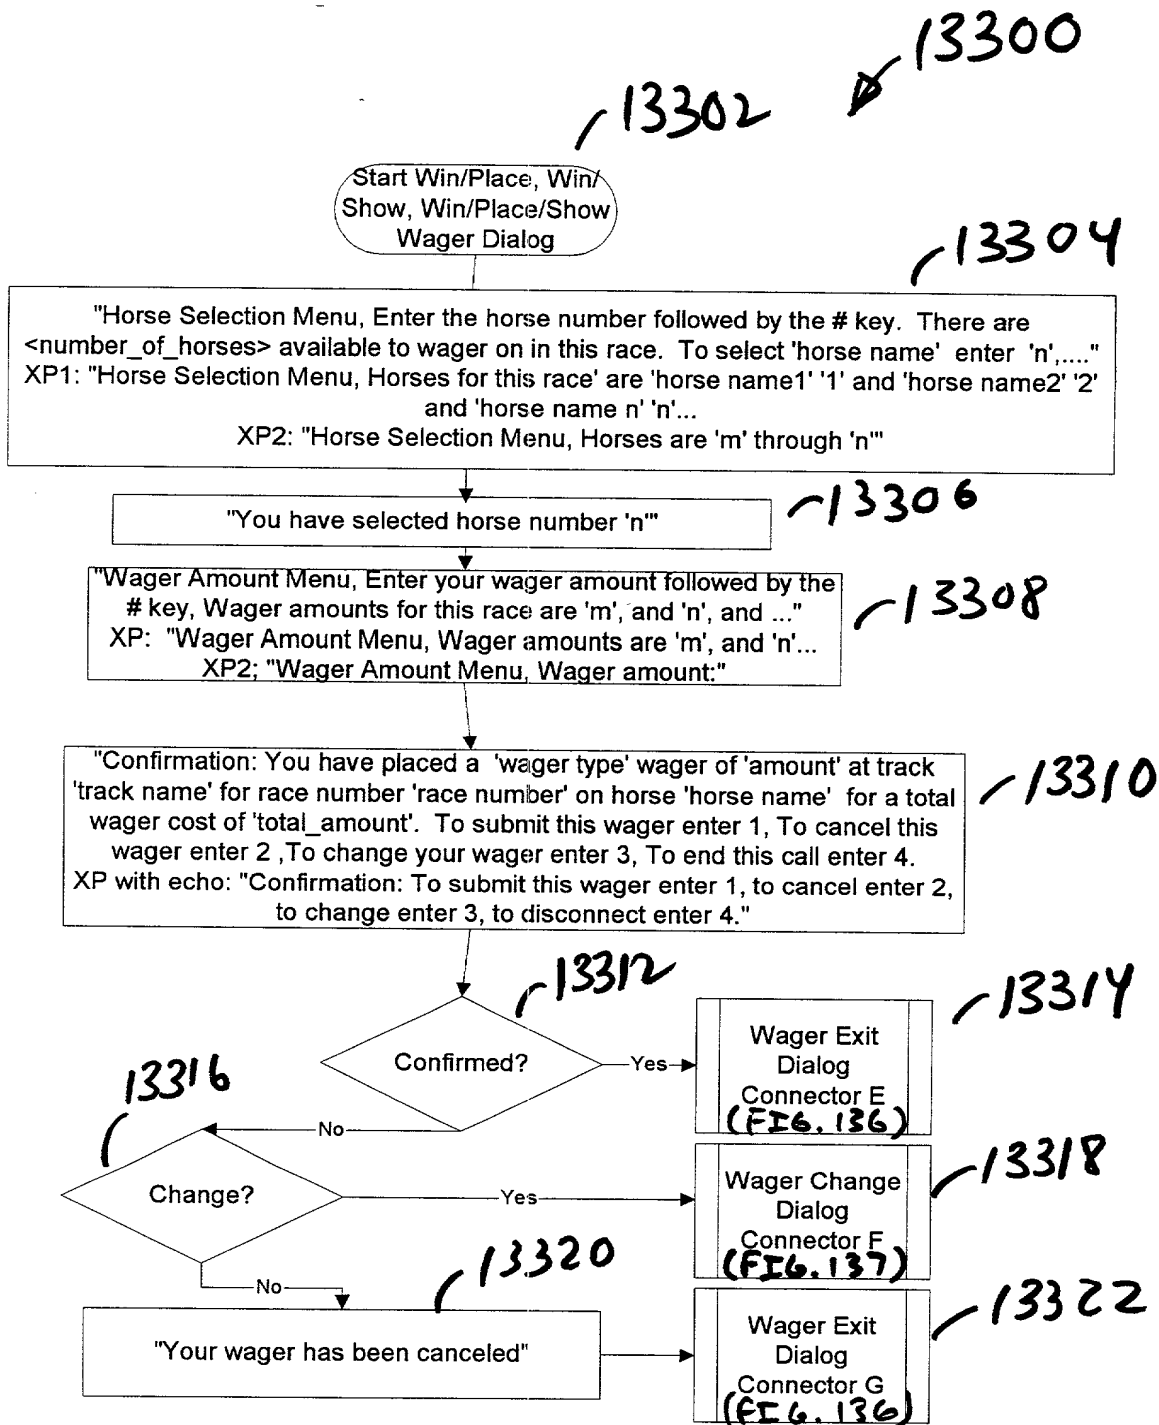 13300
13302
Start Win/Place, Win/
Show, Win/Place/Show
Wager Dialog
13304
"Horse Selection Menu, Enter the horse number followed by the # key. There are
<number_of_horses> available to wager on in this race. To select 'horse name' enter 'n',...."
XP1: "Horse Selection Menu, Horses for this race' are 'horse name1' '1' and 'horse name2' '2'
and 'horse name n' 'n'...
XP2: "Horse Selection Menu, Horses are 'm' through 'n'"
13306
"You have selected horse number 'n'"
"Wager Amount Menu, Enter your wager amount followed by the
# key, Wager amounts for this race are 'm', and 'n', and ..."
XP: "Wager Amount Menu, Wager amounts are 'm', and 'n'...
XP2; "Wager Amount Menu, Wager amount:"
13308
"Confirmation: You have placed a 'wager type' wager of 'amount' at track
'track name' for race number 'race number' on horse 'horse name' for a total
wager cost of 'total_amount'. To submit this wager enter 1, To cancel this
wager enter 2 ,To change your wager enter 3, To end this call enter 4.
XP with echo: "Confirmation: To submit this wager enter 1, to cancel enter 2,
to change enter 3, to disconnect enter 4."
13310
13312
Confirmed?
Yes
13314
Wager Exit
Dialog
Connector E
(FIG. 136)
No
13316
Change?
Yes
13318
Wager Change
Dialog
Connector F
(FIG. 137)
No
13320
"Your wager has been canceled"
13322
Wager Exit
Dialog
Connector G
(FIG. 136)